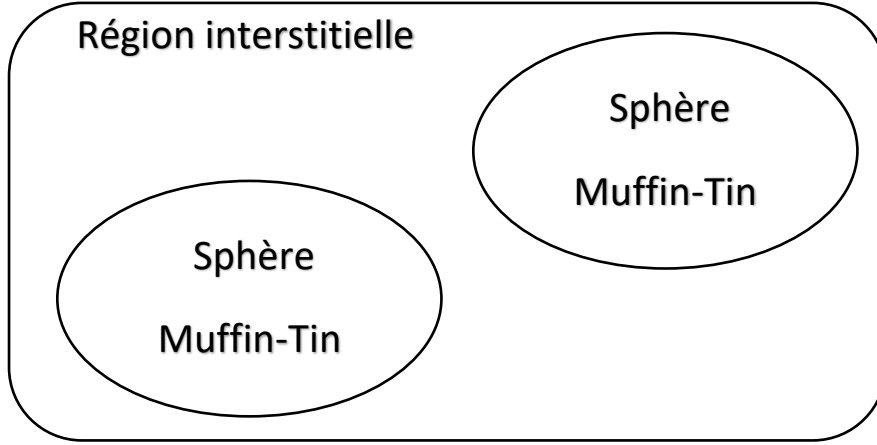 Région interstitielle
Sphère
Muffin-Tin
Sphère
Muffin-Tin